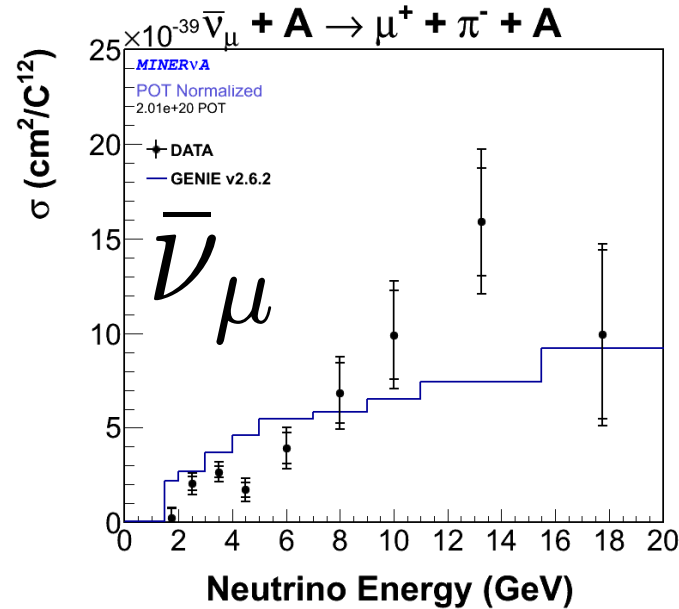 ×10⁻³⁹ ν̅μ + A → μ⁺ + π⁻ + A
MINERνA
POT Normalized
2.01e+20 POT
DATA
GENIE v2.6.2
ν̅μ
σ (cm²/C¹²)
25
20
15
10
5
0
0 2 4 6 8 10 12 14 16 18 20
Neutrino Energy (GeV)